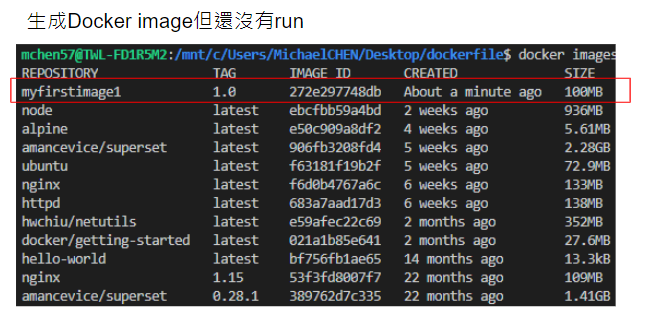 生成Docker image但還沒有run
mchen57@TWL-FD1R5M2:/mnt/c/Users/MichaelCHEN/Desktop/dockerfile$ docker images
REPOSITORY TAG IMAGE ID CREATED SIZE
myfirstimage1 1.0 272e297748db About a minute ago 100MB
node latest ebcfbb59a4bd 2 weeks ago 936MB
alpine latest e50c909a8df2 4 weeks ago 5.61MB
amancevice/superset latest 906fb3208fd4 5 weeks ago 2.28GB
ubuntu latest f63181f19b2f 5 weeks ago 72.9MB
nginx latest f6d0b4767a6c 6 weeks ago 133MB
httpd latest 683a7aad17d3 6 weeks ago 138MB
hwchiu/netutils latest e59afec22c69 2 months ago 352MB
docker/getting-started latest 021a1b85e641 2 months ago 27.6MB
hello-world latest bf756fb1ae65 14 months ago 13.3kB
nginx 1.15 53f3fd8007f7 22 months ago 109MB
amancevice/superset 0.28.1 389762d7c335 22 months ago 1.41GB